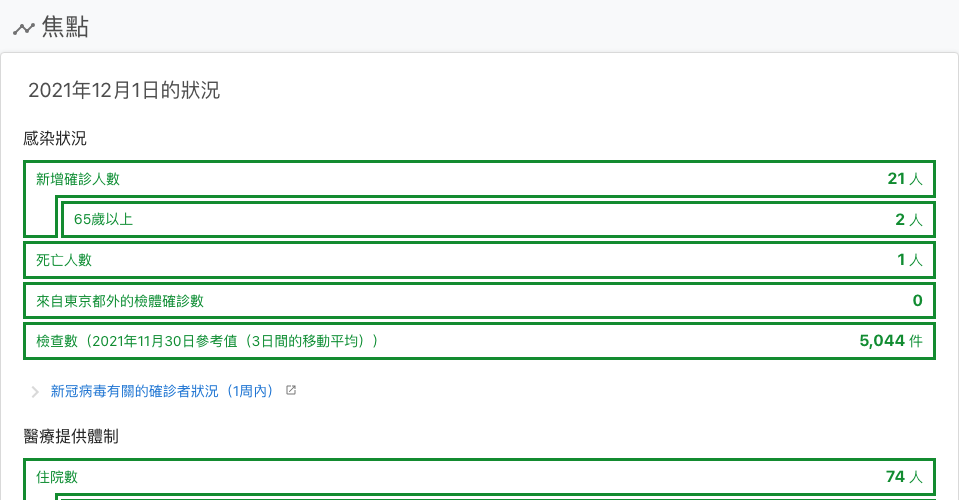 焦點
2021年12月1日的狀況
感染狀況
新增確診人數 21 人
65歲以上 2 人
死亡人數 1 人
來自東京都外的檢體確診數 0
檢查數（2021年11月30日參考值（3日間的移動平均）) 5,044 件
新冠病毒有關的確診者狀況（1周內）
醫療提供體制
住院數 74 人